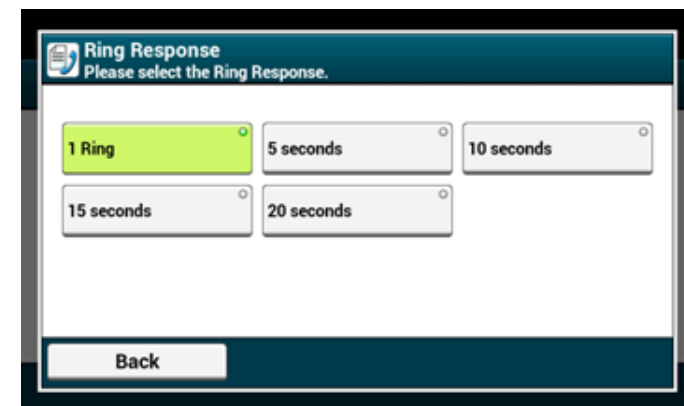 Ring Response
Please select the Ring Response.
1 Ring
5 seconds
10 seconds
15 seconds
20 seconds
Back